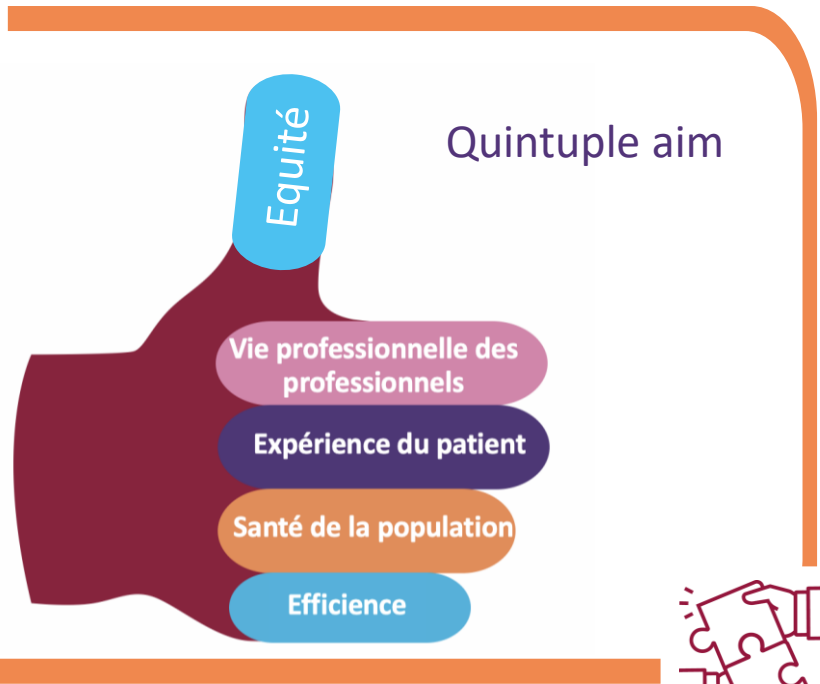 Equité
Quintuple aim
Vie professionnelle des
professionnels
Expérience du patient
Santé de la population
Efficience